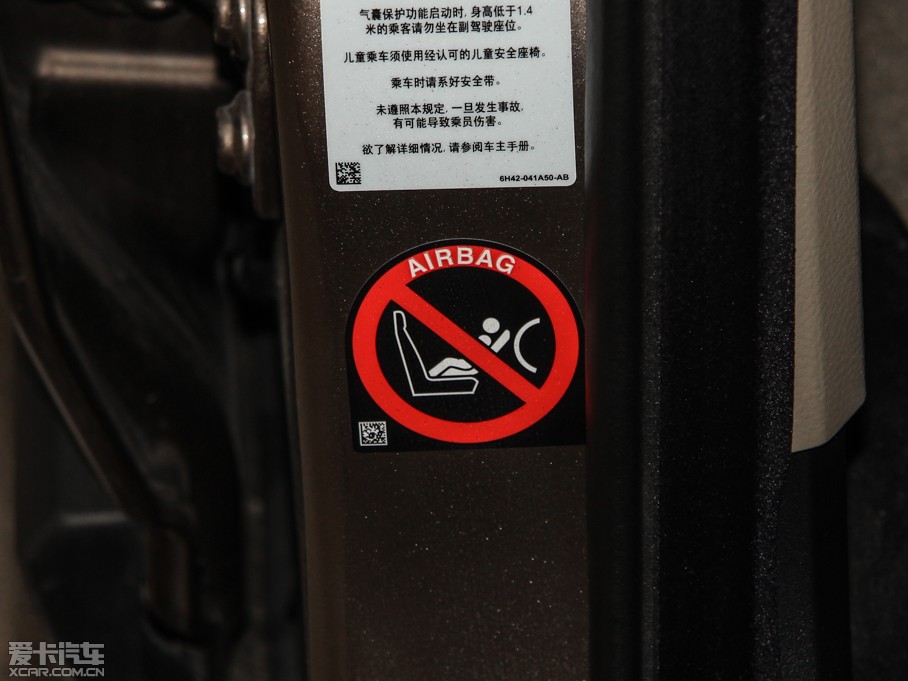 气囊保护功能启动时, 身高低于1.4
米的乘客请勿坐在副驾驶座位。
儿童乘车须使用经认可的儿童安全座椅。
乘车时请系好安全带。
未遵照本规定, 一旦发生事故,
有可能导致乘员伤害。
欲了解详细情况, 请参阅车主手册。
6H42-041A50-AB
AIRBAG
爱卡汽车
XCAR.COM.CN